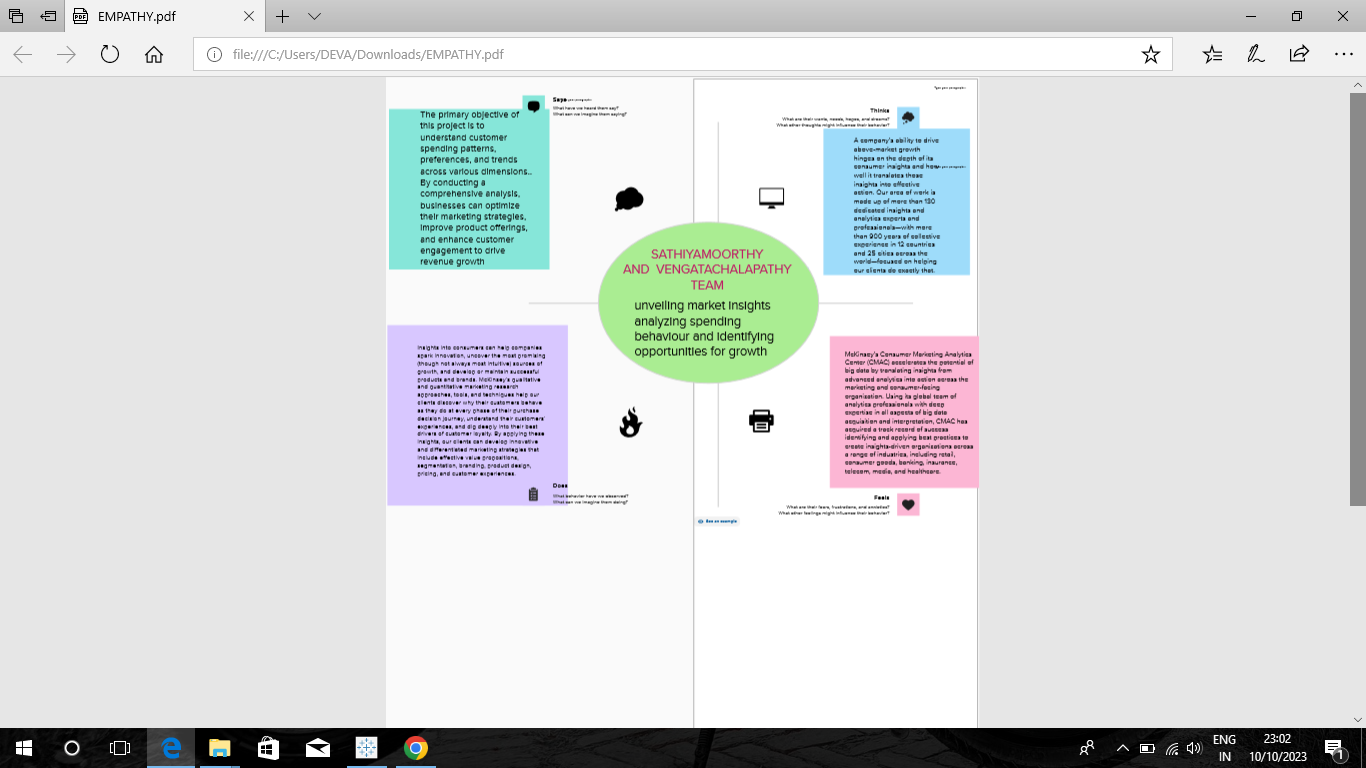 EMPATHY.pdf
file:///C:/Users/DEVA/Downloads/EMPATHY.pdf
Type your paragraph...
Says
What have we heard them say?
What can we imagine them saying?
The primary objective of
this project is to
understand customer
spending patterns,
preferences, and trends
across various dimensions..
By conducting a
comprehensive analysis,
businesses can optimize
their marketing strategies,
improve product offerings,
and enhance customer
engagement to drive
revenue growth
Thinks
What are their wants, needs, hopes, and dreams?
What other thoughts might influence their behavior?
A company's ability to drive
above-market growth
hinges on the depth of its
consumer insights and how
well it translates those
insights into effective
action. Our area of work is
made up of more than 130
dedicated insights and
analytics experts and
professionals—with more
than 900 years of collective
experience in 12 countries
and 25 cities across the
world—focused on helping
our clients do exactly that.
SATHIYAMOORTHY
AND VENGATACHALAPATHY
TEAM
unveiling market insights
analyzing spending
behaviour and identifying
opportunities for growth
Insights into consumers can help companies
spark innovation, uncover the most promising
(though not always most intuitive) sources of
growth, and develop or maintain successful
products and brands. McKinsey's qualitative
and quantitative marketing research
approaches, tools, and techniques help our
clients discover why their customers behave
as they do at every phase of their purchase
decision journey, understand their customers'
experiences, and dig deeply into their best
drivers of customer loyalty. By applying these
insights, our clients can develop innovative
and differentiated marketing strategies that
include effective value propositions,
segmentation, branding, product design,
pricing, and customer experiences.
Does
What behavior have we observed?
What can we imagine them doing?
McKinsey's Consumer Marketing Analytics
Center (CMAC) accelerates the potential of
big data by translating insights from
advanced analytics into action across the
marketing and consumer-facing
organisation. Using its global team of
analytics professionals with deep
expertise in all aspects of big data
acquisition and interpretation, CMAC has
acquired a track record of success
identifying and applying best practices to
create insights-driven organisations across
a range of industries, including retail,
consumer goods, banking, insurance,
telecom, media, and healthcare.
Feels
What are their fears, frustrations, and anxieties?
What other feelings might influence their behavior?
See an example
ENG
IN
23:02
10/10/2023
1